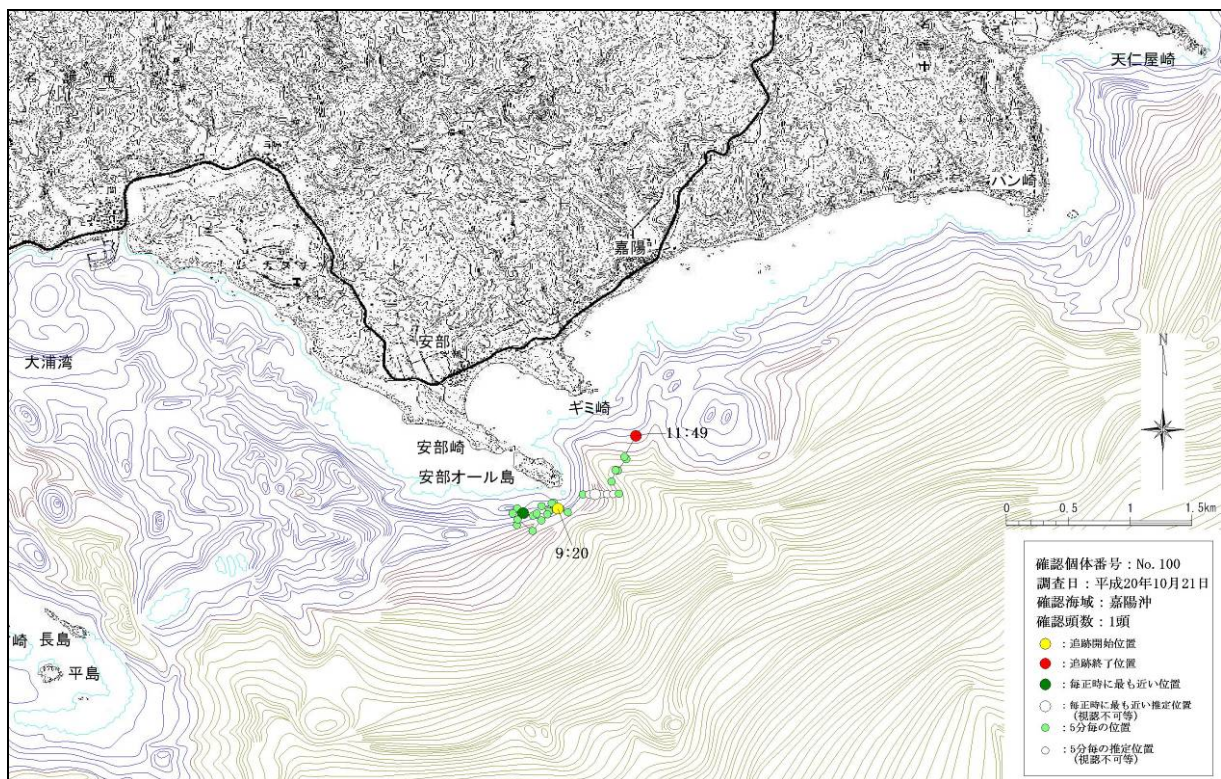 天仁屋崎
バン崎
嘉陽
安部
大浦湾
ギミ崎
11:49
安部崎
安部オール島
9:20
長島
平島
N
0 0.5 1 1.5km
確認個体番号：No.100
調査日：平成20年10月21日
確認海域：嘉陽沖
確認頭数：1頭
：追跡開始位置
：追跡終了位置
：毎正時に最も近い位置
：毎正時に最も近い推定位置
(視認不可等)
：5分毎の位置
：5分毎の推定位置
(視認不可等)